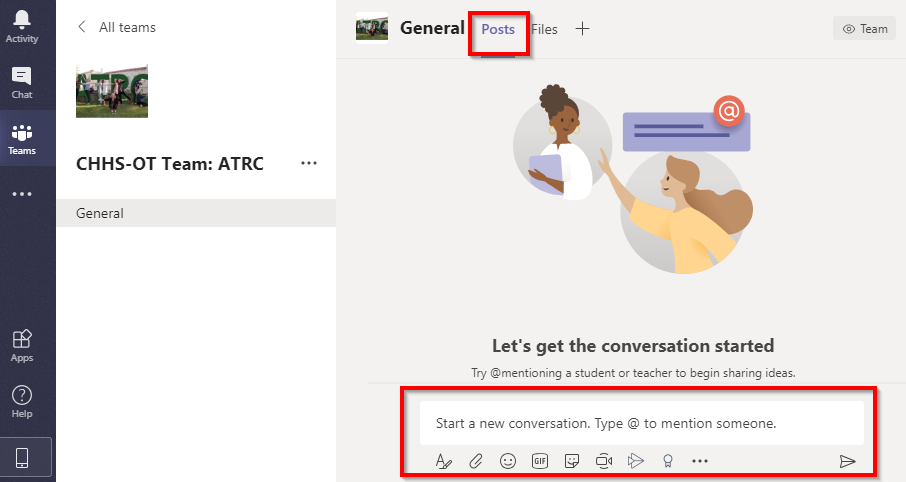 Activity
Chat
Teams
Apps
Help
All teams
ATRC
CHHS-OT Team: ATRC
General
General
Posts
Files
Team
@
Let's get the conversation started
Try @mentioning a student or teacher to begin sharing ideas.
Start a new conversation. Type @ to mention someone.
GIF